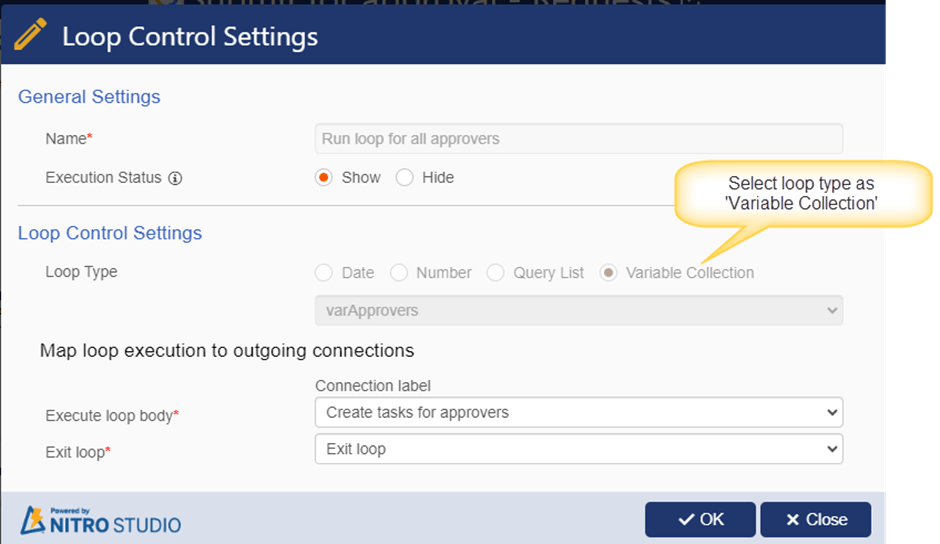 Loop Control Settings
General Settings
Name*
Run loop for all approvers
Execution Status
Show
Hide
Select loop type as
'Variable Collection'
Loop Control Settings
Loop Type
Date
Number
Query List
Variable Collection
varApprovers
Map loop execution to outgoing connections
Connection label
Execute loop body*
Create tasks for approvers
Exit loop*
Exit loop
Powered by
NITRO STUDIO
OK
Close